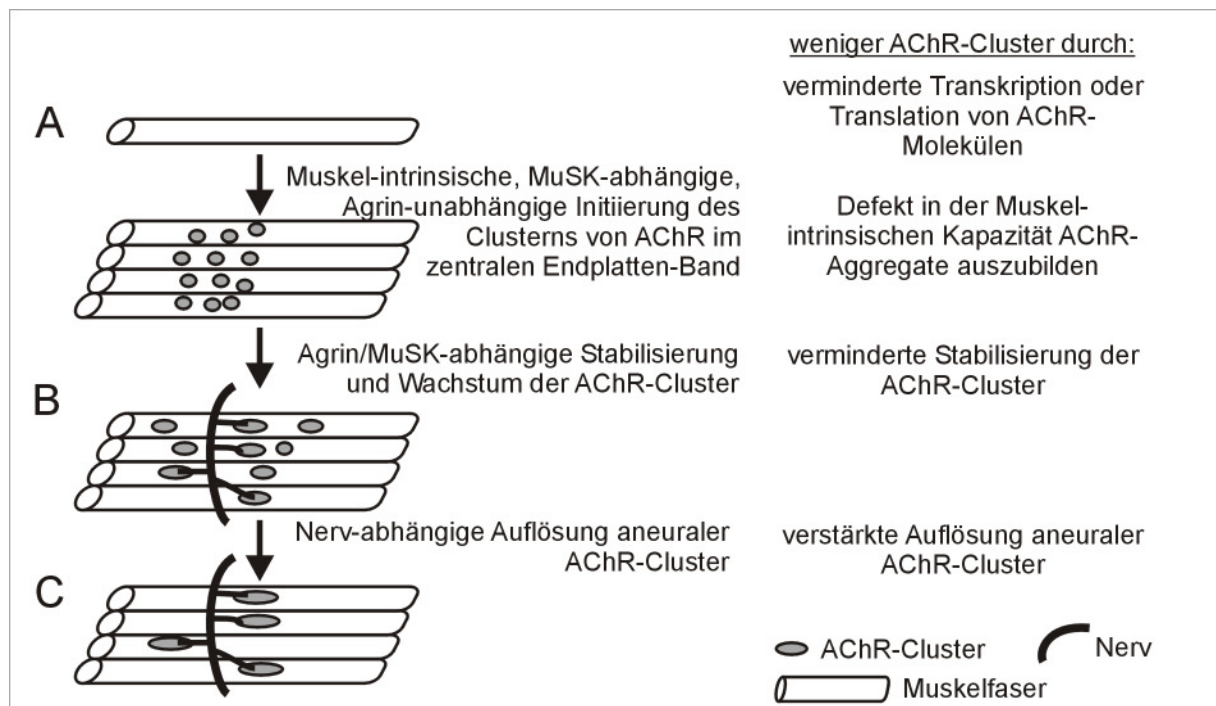 weniger AChR-Cluster durch:
A
verminderte Transkription oder
Translation von AChR-
Molekülen
Muskel-intrinsische, MuSK-abhängige,
Agrin-unabhängige Initiierung des
Clusterns von AChR im
zentralen Endplatten-Band
Defekt in der Muskel-
intrinsischen Kapazität AChR-
Aggregate auszubilden
Agrin/MuSK-abhängige Stabilisierung
und Wachstum der AChR-Cluster
verminderte Stabilisierung der
AChR-Cluster
B
Nerv-abhängige Auflösung aneuraler
AChR-Cluster
verstärkte Auflösung aneuraler
AChR-Cluster
C
AChR-Cluster
Nerv
Muskelfaser